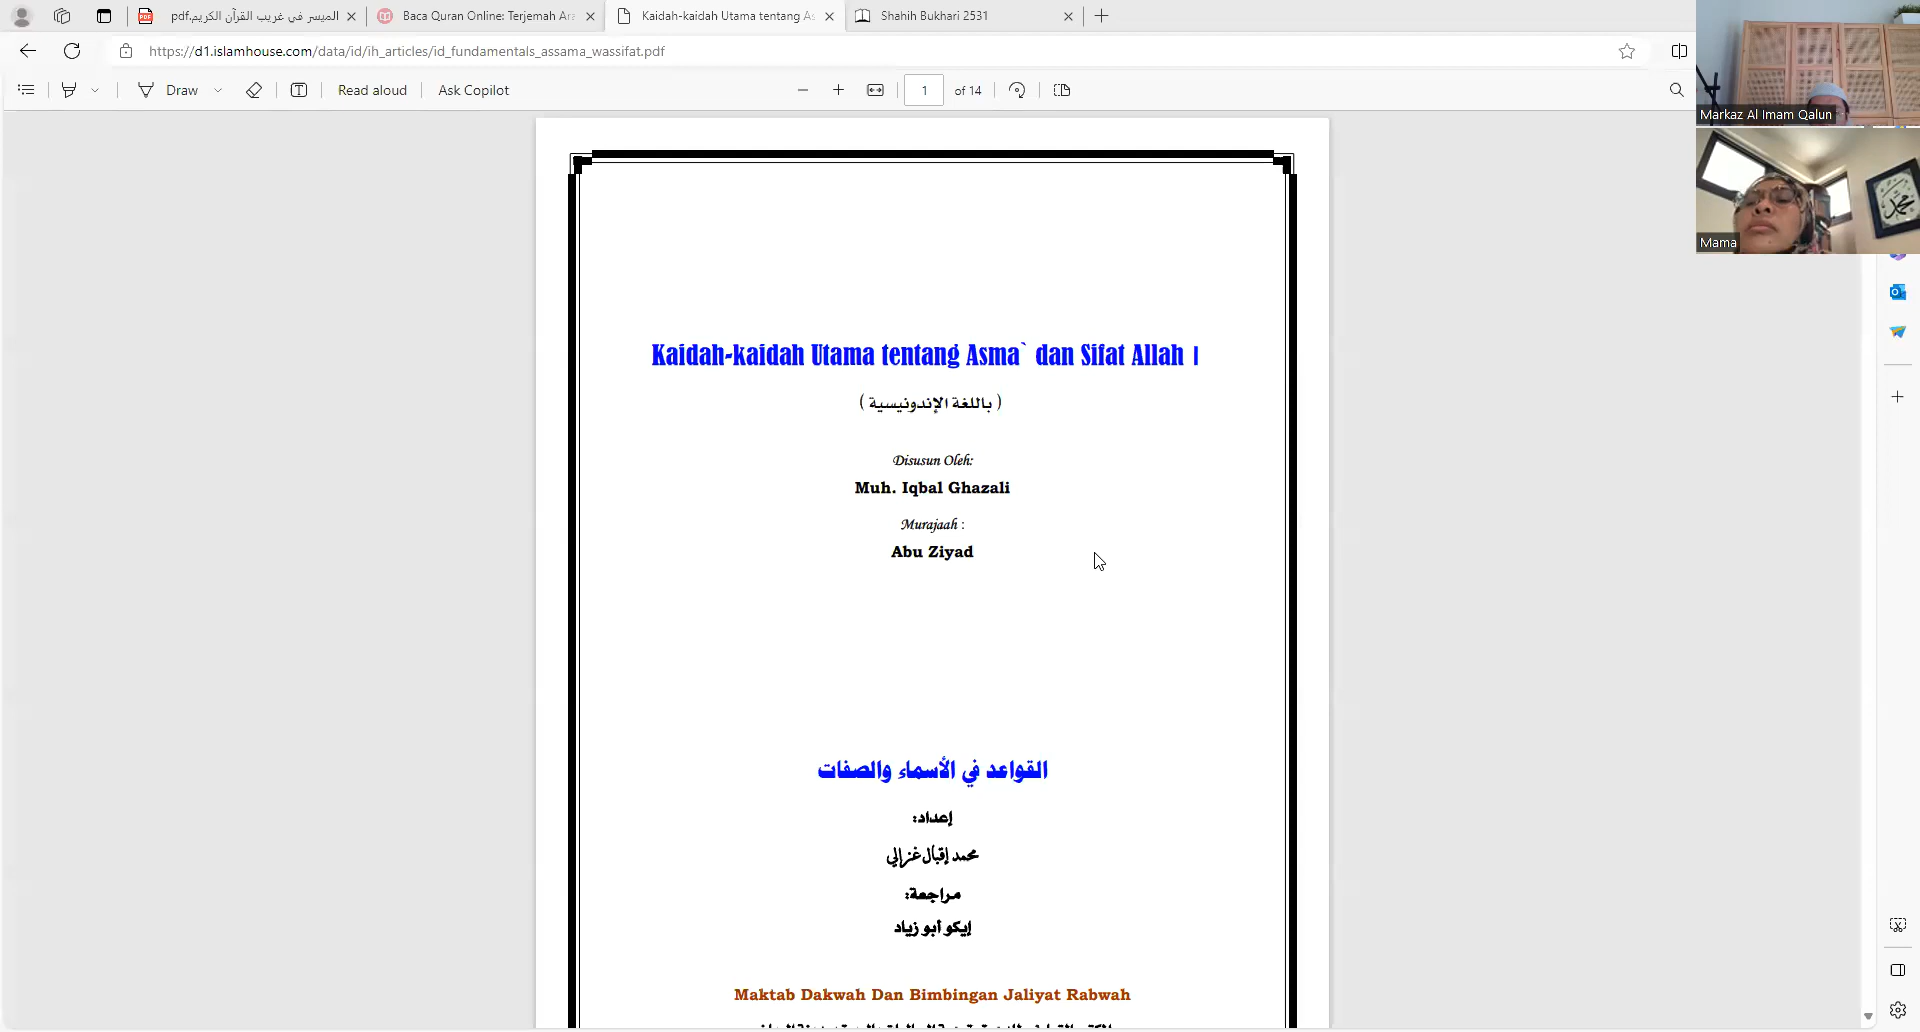 الميسر في غريب القرآن الكريم.pdf
Baca Quran Online: Terjemah Ara
Kaidah-kaidah Utama tentang As
Shahih Bukhari 2531
https://d1.islamhouse.com/data/id/ih_articles/id_fundamentals_assama_wassifat.pdf
Draw
Read aloud
Ask Copilot
1 of 14
Markaz Al Imam Qalun
محمد
Mama
Kaidah-kaidah Utama tentang Asma` dan Sifat Allah ا
( باللغة الإندونيسية )
Disusun Oleh:
Muh. Iqbal Ghazali
Murajaah :
Abu Ziyad
القواعد في الأسماء والصفات
إعداد:
محمد إقبال غزالي
مراجعة:
إيكو أبو زياد
Maktab Dakwah Dan Bimbingan Jaliyat Rabwah